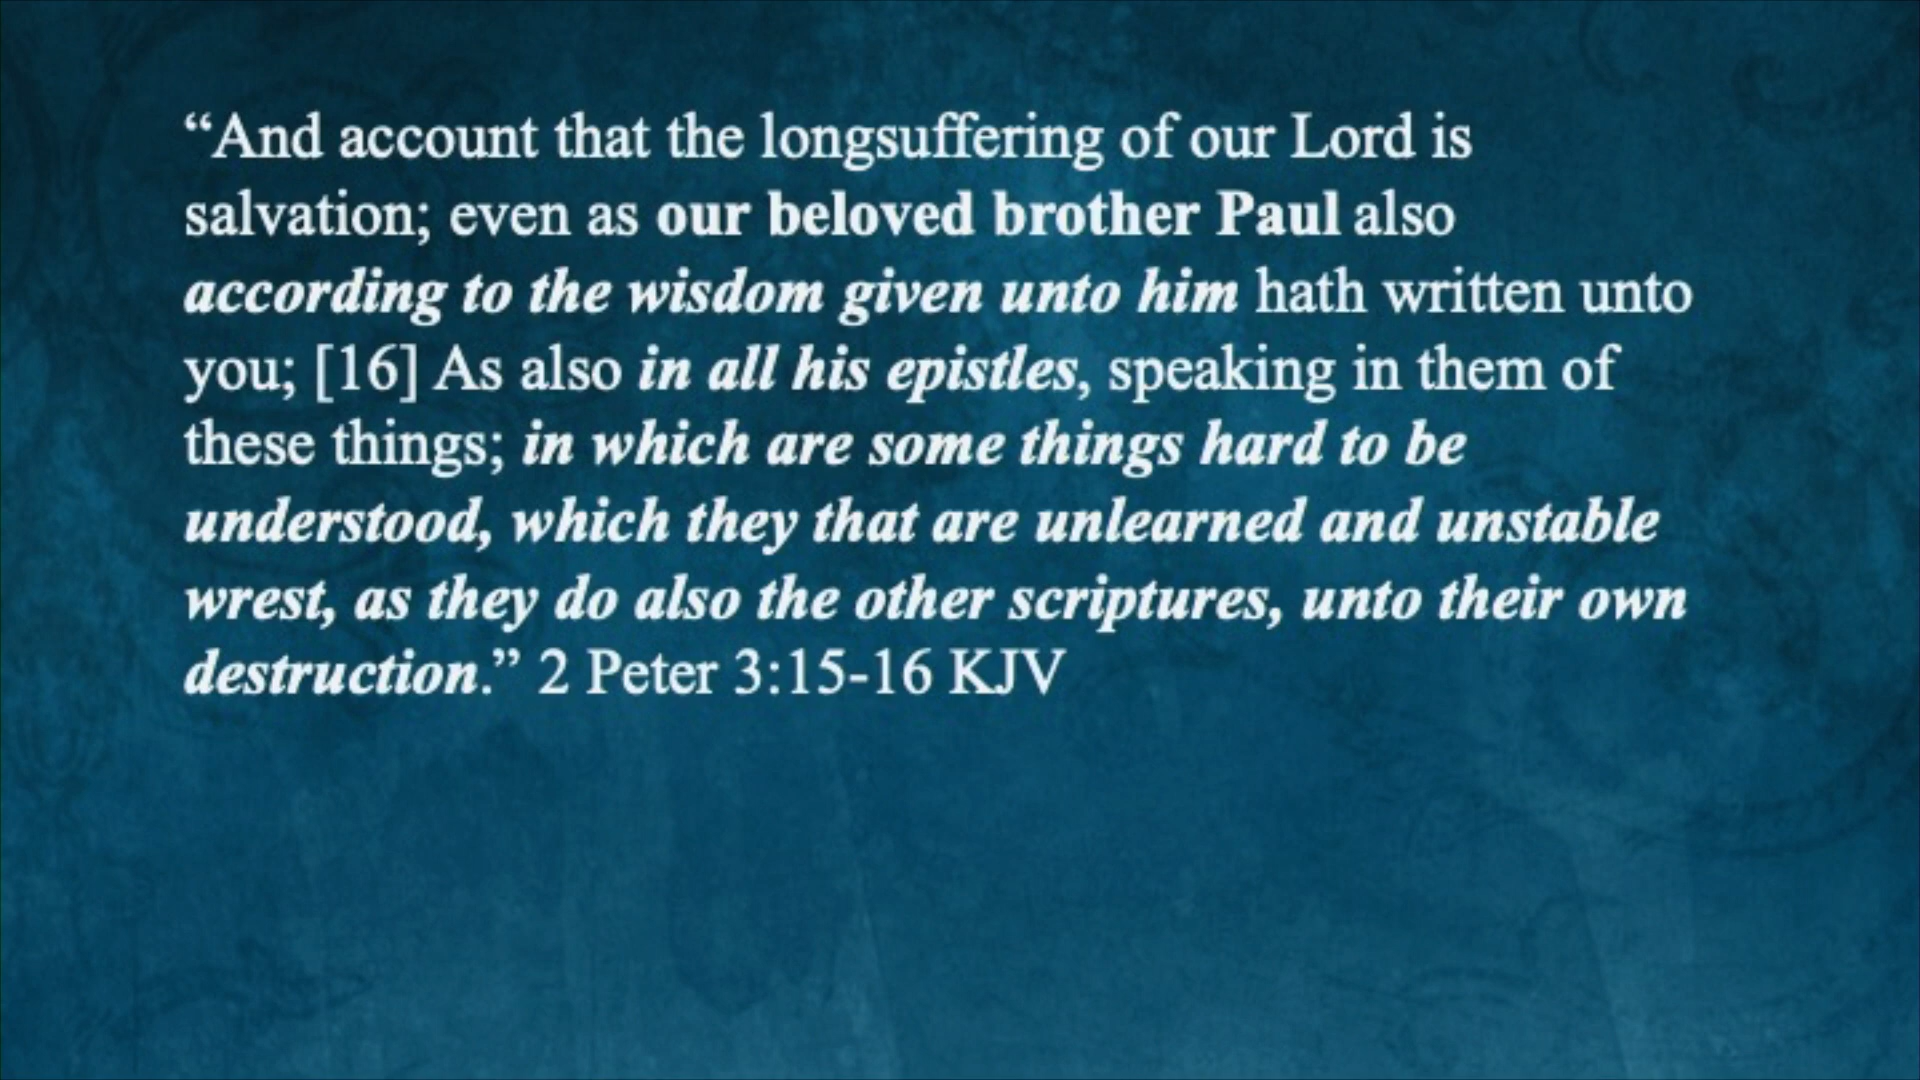 “And account that the longsuffering of our Lord is
salvation; even as our beloved brother Paul also
according to the wisdom given unto him hath written unto
you; [16] As also in all his epistles, speaking in them of
these things; in which are some things hard to be
understood, which they that are unlearned and unstable
wrest, as they do also the other scriptures, unto their own
destruction.” 2 Peter 3:15-16 KJV